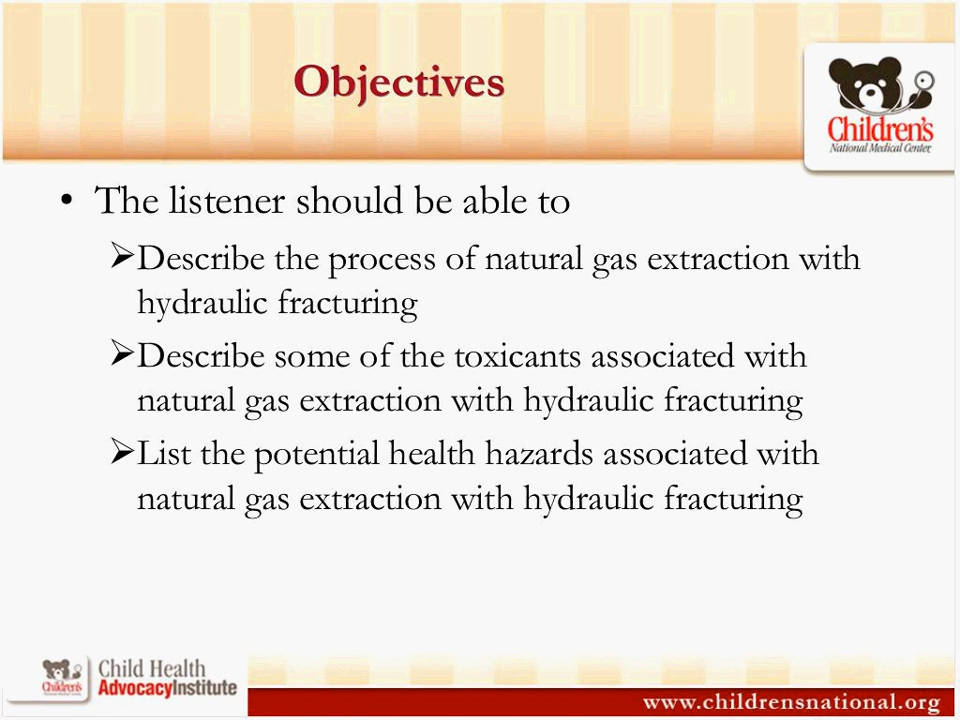 Objectives
Children's
National Medical Center
• The listener should be able to
➢Describe the process of natural gas extraction with
hydraulic fracturing
➢Describe some of the toxicants associated with
natural gas extraction with hydraulic fracturing
➢List the potential health hazards associated with
natural gas extraction with hydraulic fracturing
Children's
Child Health
AdvocacyInstitute
www.childrensnational.org